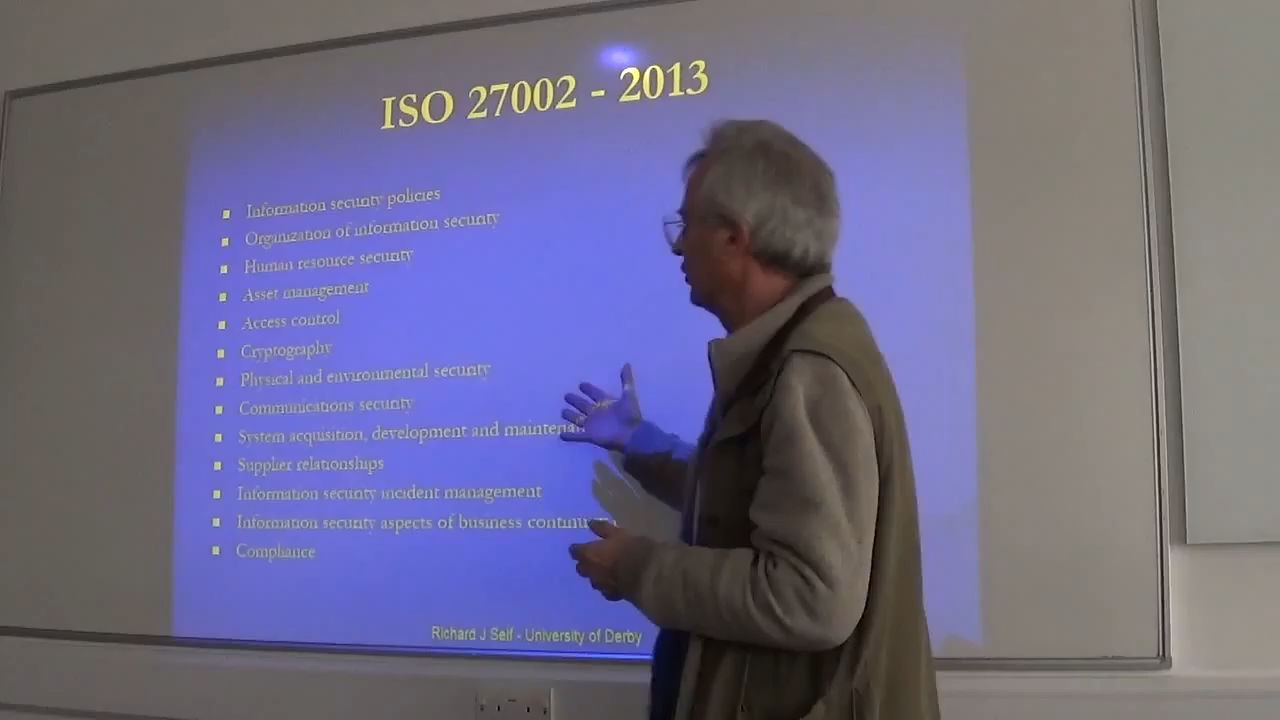 ISO 27002 - 2013
Information security policies
Organization of information security
Human resource security
Asset management
Access control
Cryptography
Physical and environmental security
Communications security
System acquisition, development and
Supplier relationships
Information security incident management
Information security aspects of business
Compliance
Richard J Self - University of Derby